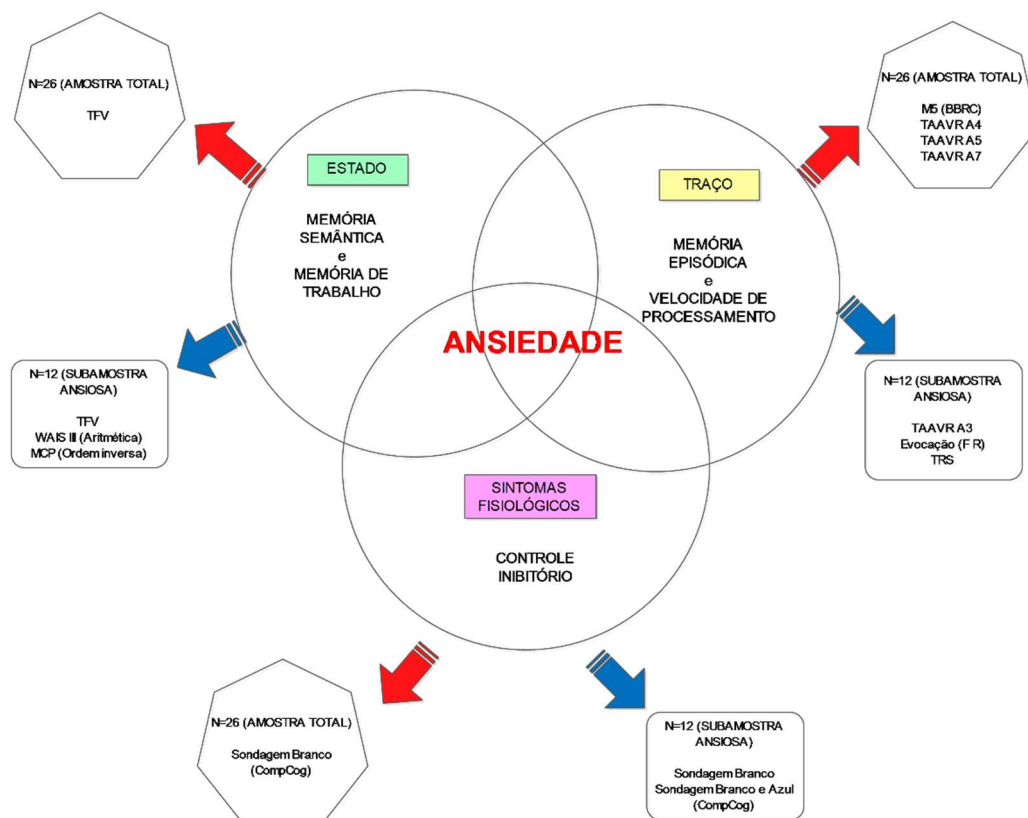 N=26 (AMOSTRA TOTAL)
TFV
N=26 (AMOSTRA TOTAL)
M5 (BBRC)
TAAVR A4
TAAVR A5
TAAVR A7
ESTADO
MEMÓRIA
SEMÂNTICA
e
MEMÓRIA DE
TRABALHO
TRAÇO
MEMÓRIA
EPISÓDICA
e
VELOCIDADE DE
PROCESSAMENTO
ANSIEDADE
N=12 (SUBAMOSTRA
ANSIOSA)
TFV
WAIS III (Aritmética)
MCP (Ordem inversa)
N=12 (SUBAMOSTRA
ANSIOSA)
TAAVR A3
Evocação (F R)
TRS
SINTOMAS
FISIOLÓGICOS
CONTROLE
INIBITÓRIO
N=26 (AMOSTRA TOTAL)
Sondagem Branco
(CompCog)
N=12 (SUBAMOSTRA
ANSIOSA)
Sondagem Branco
Sondagem Branco e Azul
(CompCog)